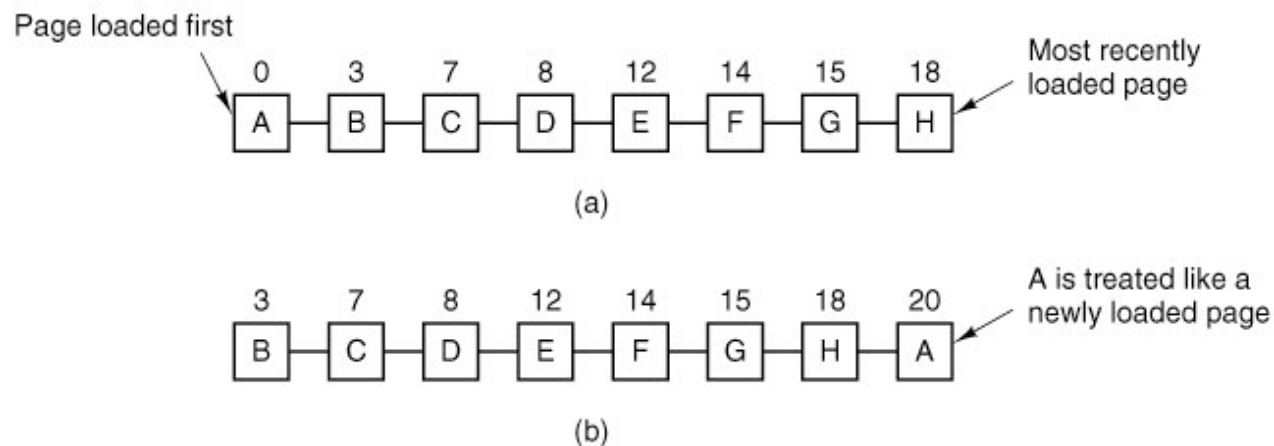 Page loaded first
0 3 7 8 12 14 15 18
A B C D E F G H
Most recently
loaded page
(a)
3 7 8 12 14 15 18 20
B C D E F G H A
A is treated like a
newly loaded page
(b)